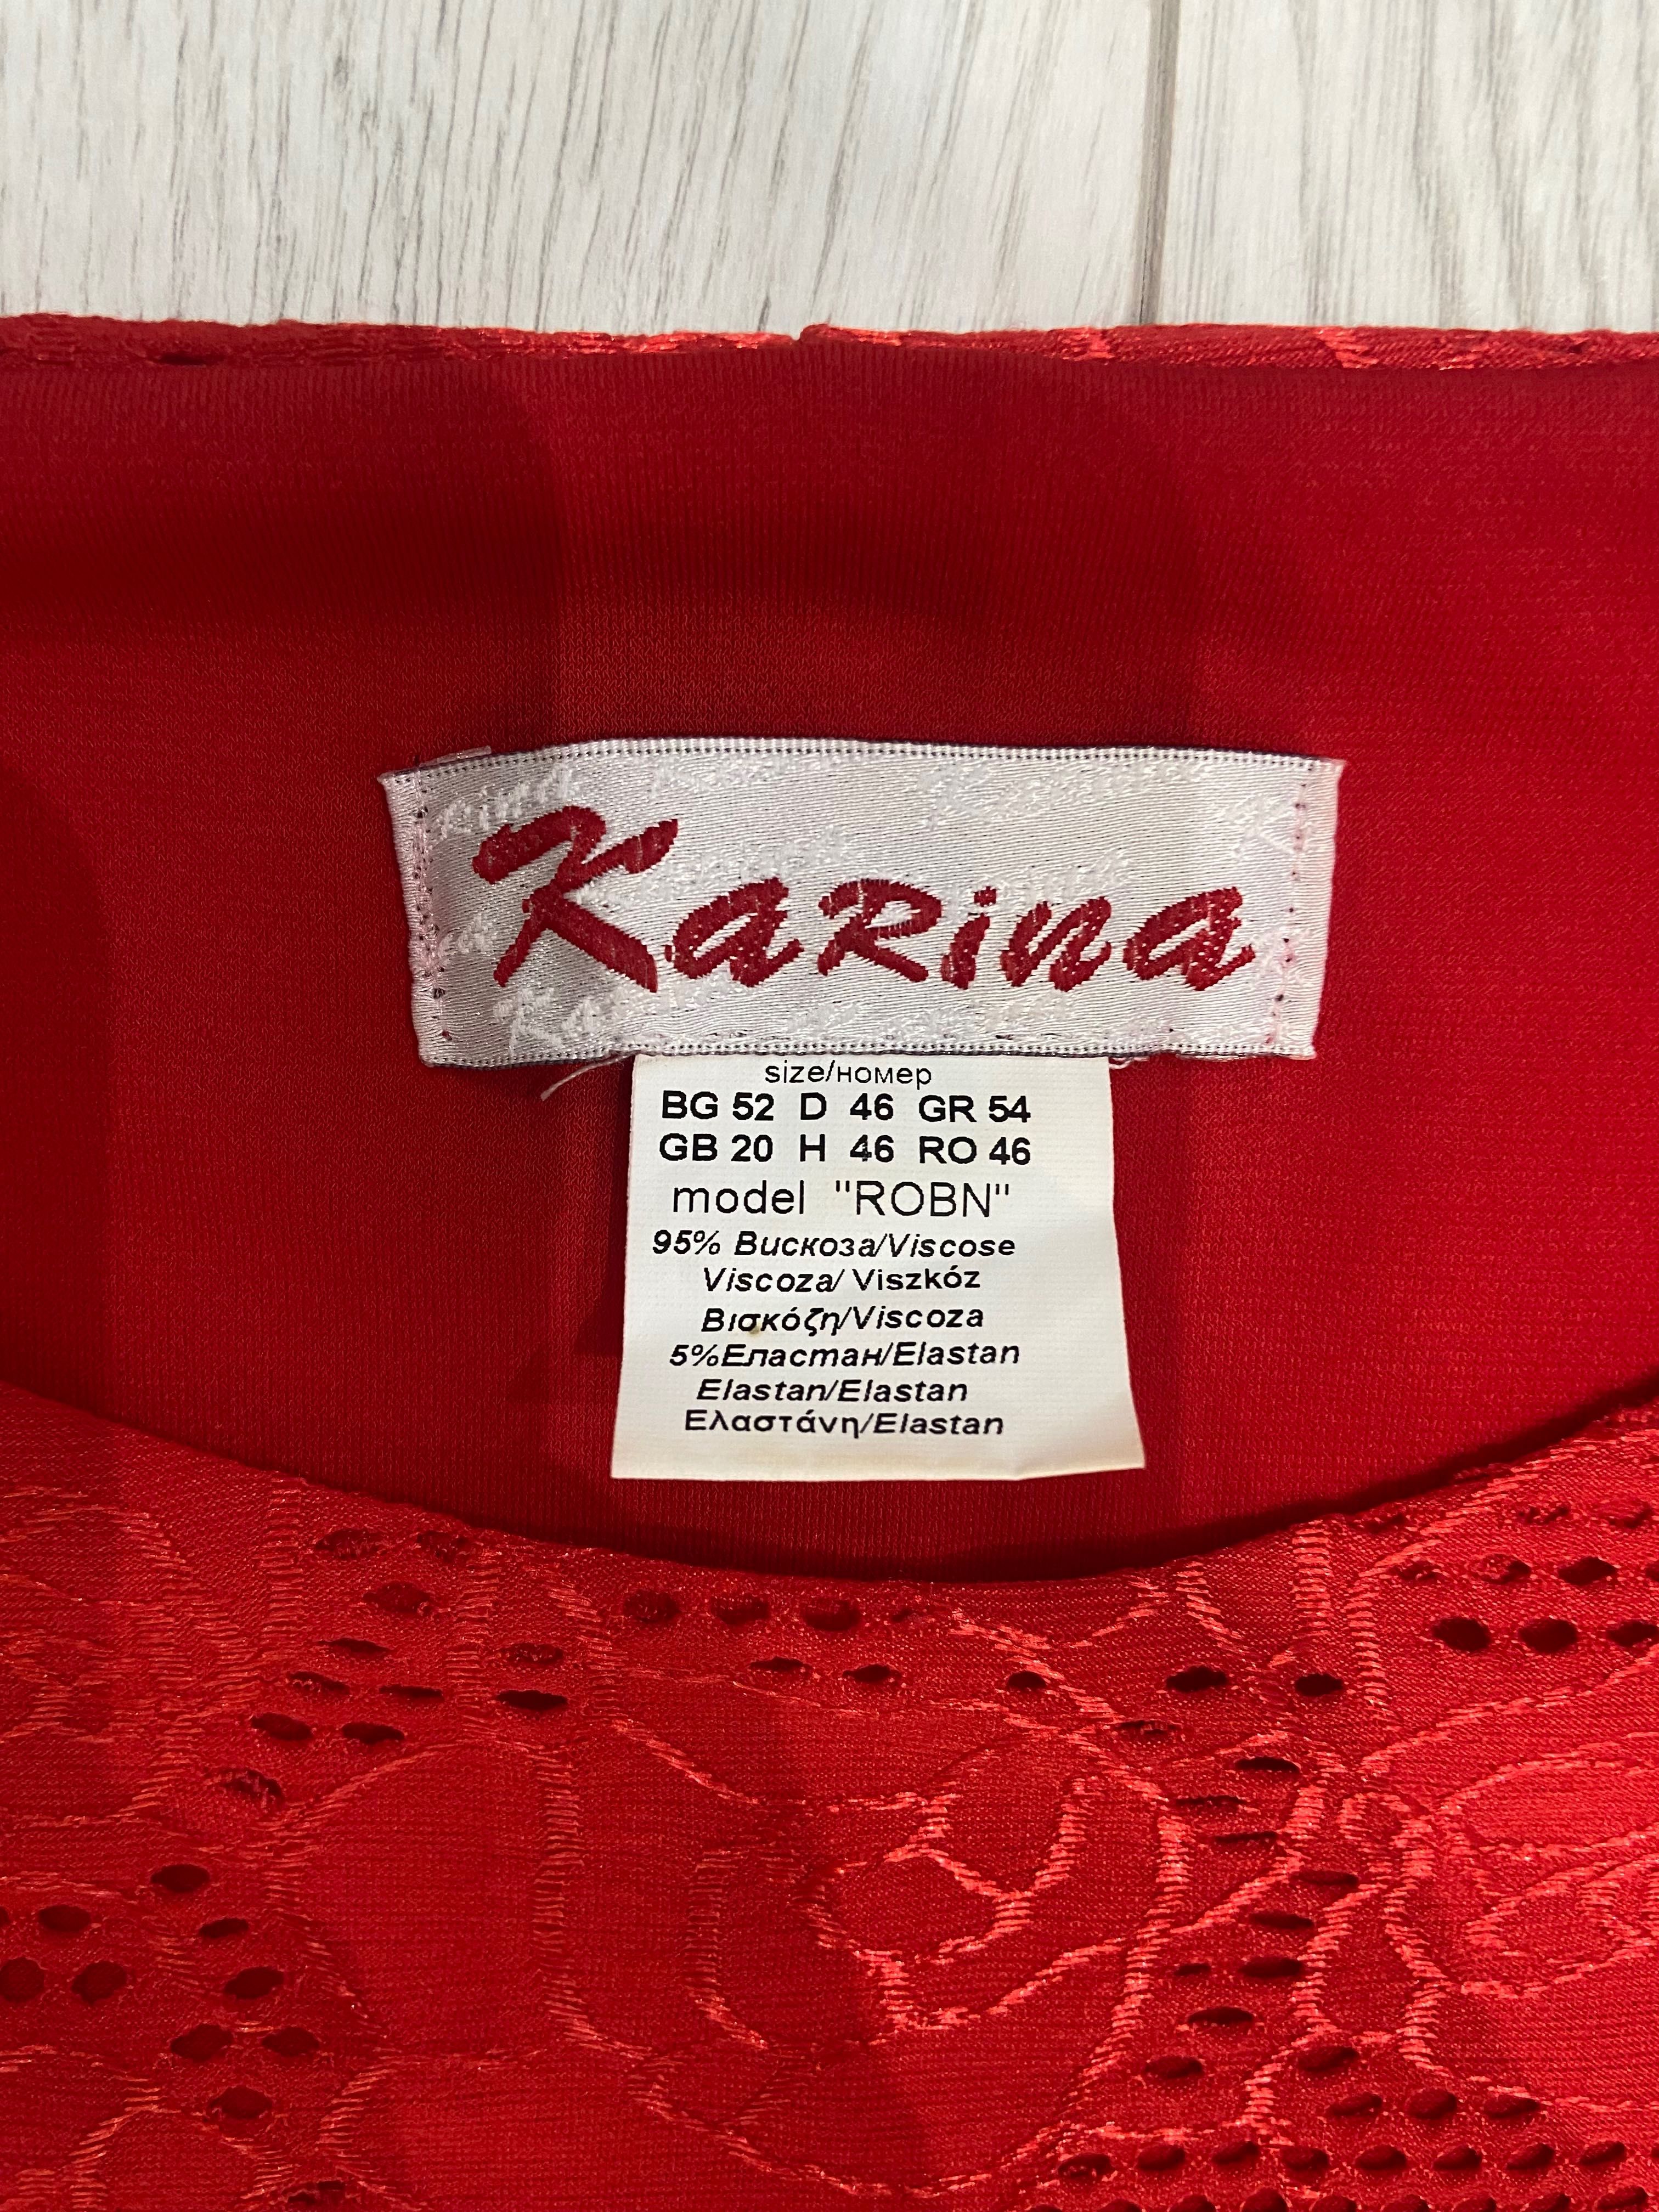 Karina
size/номер
BG 52 D 46 GR 54
GB 20 H 46 RO 46
model "ROBN"
95% Вискоза/Viscose
Viscoza/ Viszkóz
Βισκόζη/Viscoza
5%Еластан/Elastan
Elastan/Elastan
Ελαστάνη/Elastan